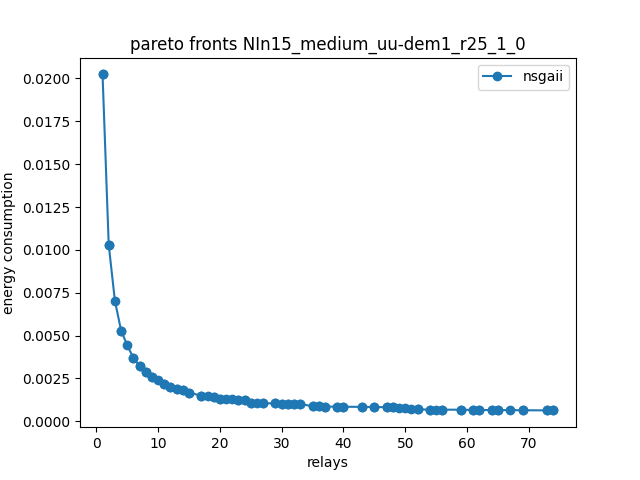 pareto fronts NIn15_medium_uu-dem1_r25_1_0
nsgaii
energy consumption
0.0200
0.0175
0.0150
0.0125
0.0100
0.0075
0.0050
0.0025
0.0000
0 10 20 30 40 50 60 70
relays